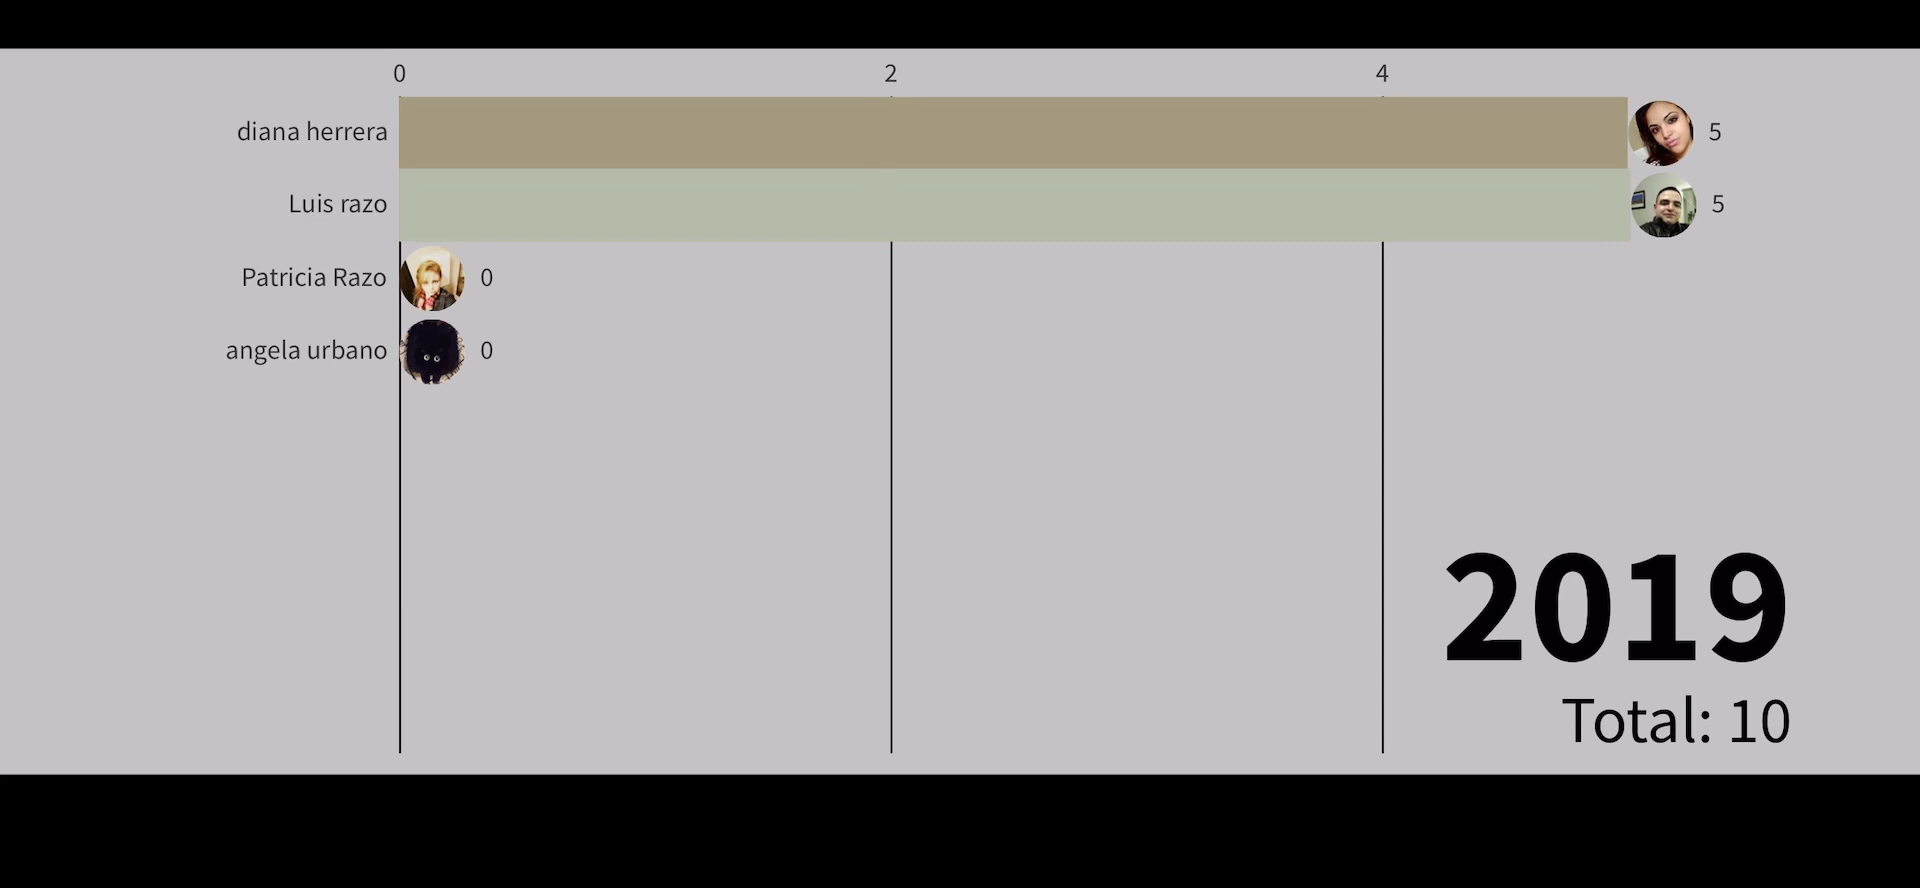 0 2 4
diana herrera 5
Luis razo 5
Patricia Razo 0
angela urbano 0
2019
Total: 10